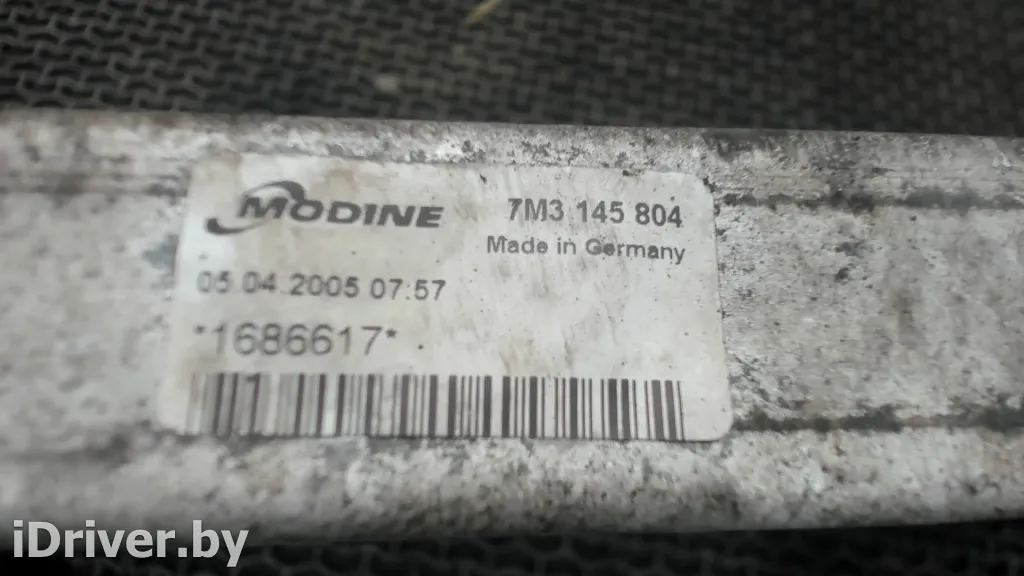 MODINE 7M3 145 804
Made in Germany
05.04.2005 07:57
*1686617*
iDriver.by